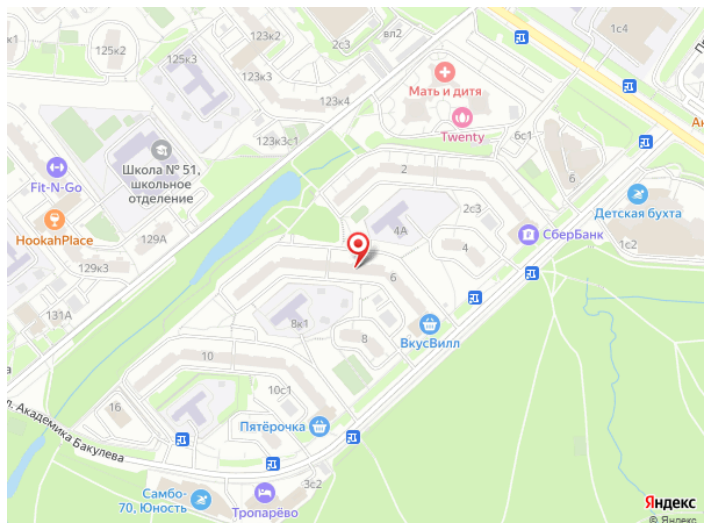 125к2
123к2
2с3
вл2
1с4
125к3
123к3
123к4
Мать и дитя
Twenty
6с1
123к3с1
Школа № 51,
школьное
отделение
Fit-N-Go
HookahPlace
129А
129к3
131А
2
2с3
4А
4
6
Детская бухта
1с2
СберБанк
6
8к1
8
ВкусВилл
10
10с1
16
Пятёрочка
Академика Бакулева
3с2
Самбо-
70, Юность
Тропарёво
Яндекс
© Яндекс